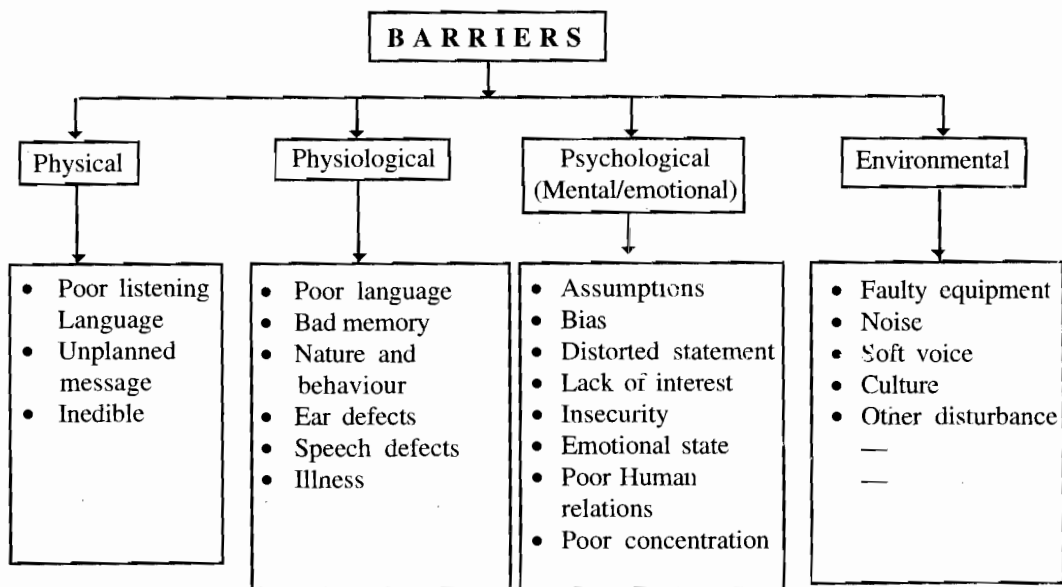 BARRIERS
Physical
Physiological
Psychological
(Mental/emotional)
Environmental
• Poor listening
Language
• Unplanned
message
• Inedible
• Poor language
• Bad memory
• Nature and
behaviour
• Ear defects
• Speech defects
• Illness
• Assumptions
• Bias
• Distorted statement
• Lack of interest
• Insecurity
• Emotional state
• Poor Human
relations
• Poor concentration
• Faulty equipment
• Noise
• Soft voice
• Culture
• Other disturbance
—
—